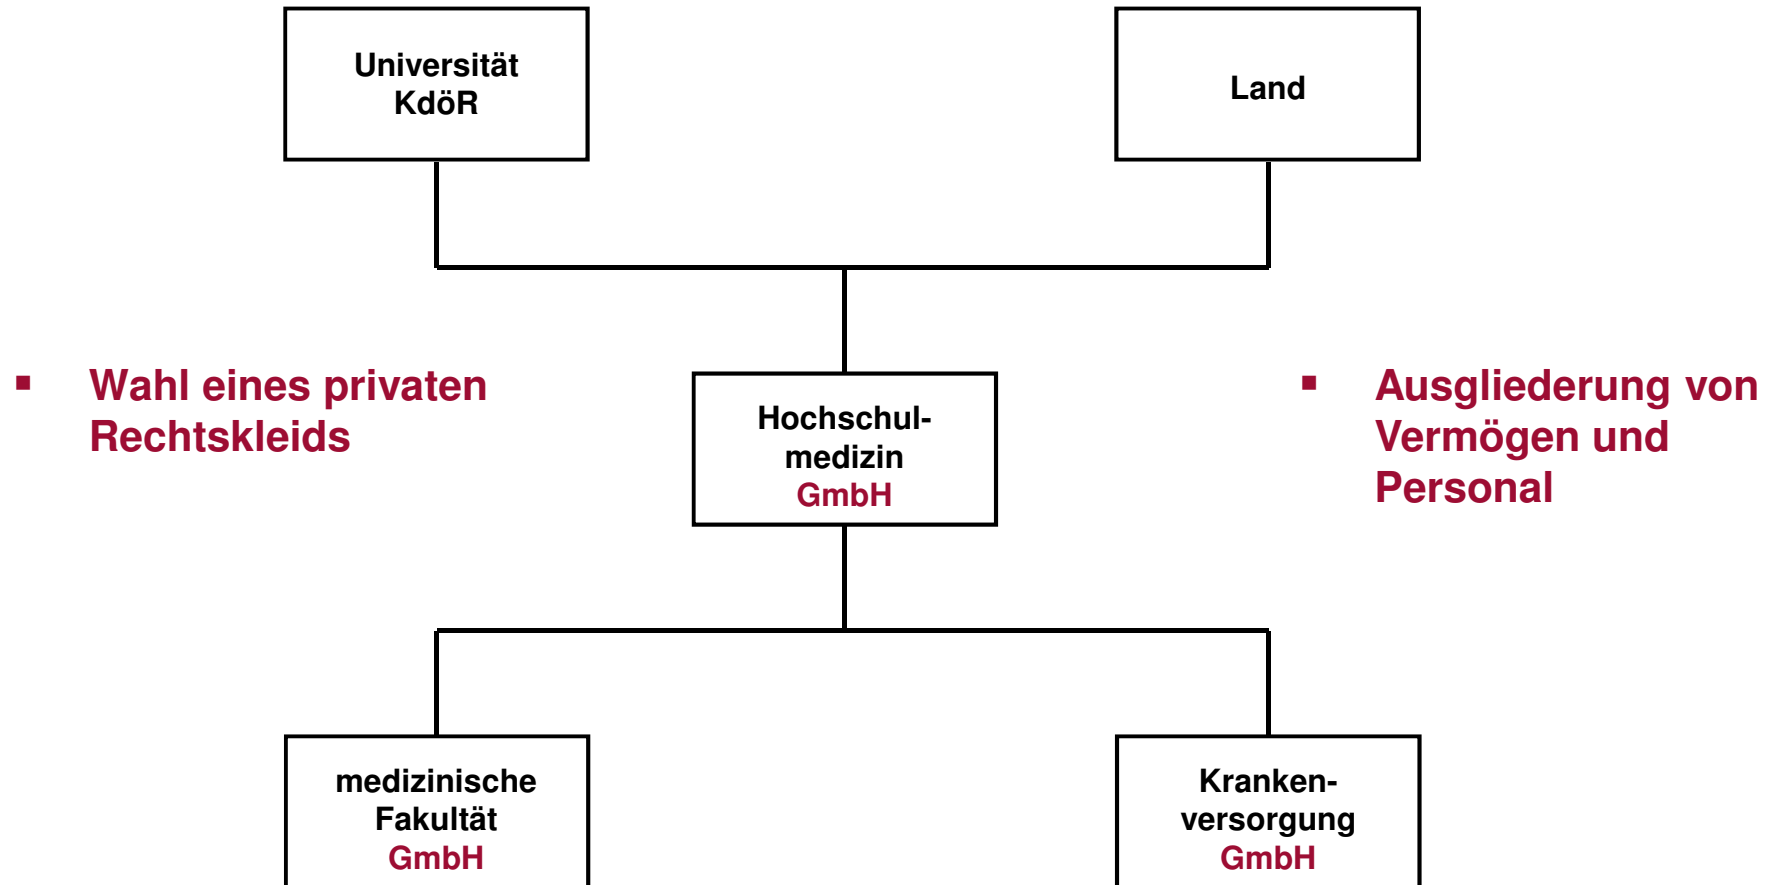 Universität
KdöR
Land
▪ Wahl eines privaten
Rechtskleids
Hochschul-
medizin
GmbH
▪ Ausgliederung von
Vermögen und
Personal
medizinische
Fakultät
GmbH
Kranken-
versorgung
GmbH